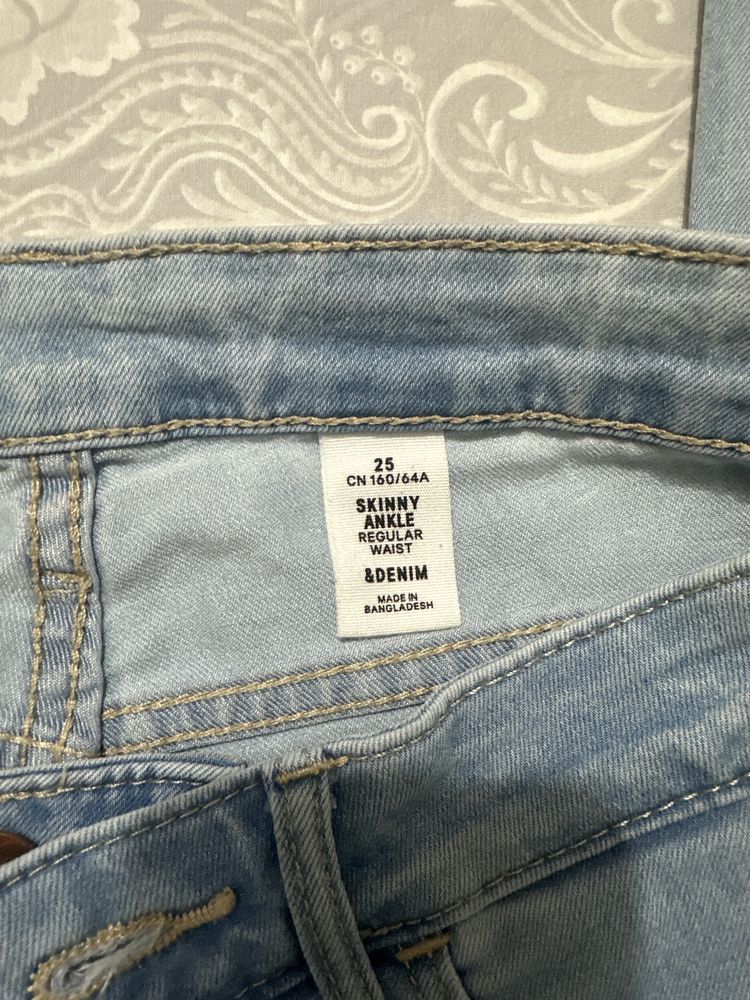 25
CN 160/64A
SKINNY
ANKLE
REGULAR
WAIST
&DENIM
MADE IN
BANGLADESH